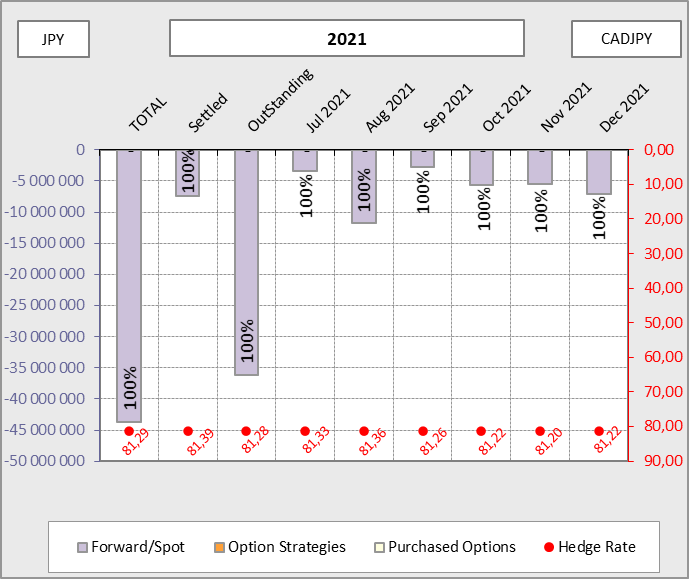 JPY
2021
CADJPY
TOTAL
Settled
OutStanding
Jul 2021
Aug 2021
Sep 2021
Oct 2021
Nov 2021
Dec 2021
0
-5 000 000
-10 000 000
-15 000 000
-20 000 000
-25 000 000
-30 000 000
-35 000 000
-40 000 000
-45 000 000
-50 000 000
0,00
10,00
20,00
30,00
40,00
50,00
60,00
70,00
80,00
90,00
100%
100%
100%
100%
100%
100%
100%
100%
100%
81,29
81,39
81,28
81,33
81,36
81,26
81,22
81,20
81,22
Forward/Spot
Option Strategies
Purchased Options
Hedge Rate